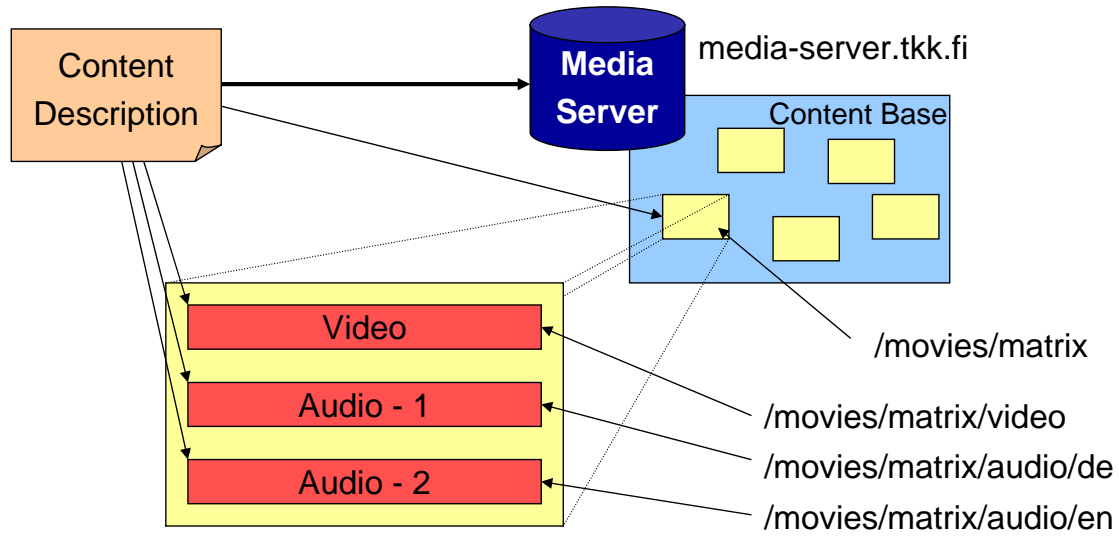 Content
Description
Media
Server
media-server.tkk.fi
Content Base
/movies/matrix
Video
/movies/matrix/video
Audio - 1
/movies/matrix/audio/de
Audio - 2
/movies/matrix/audio/en